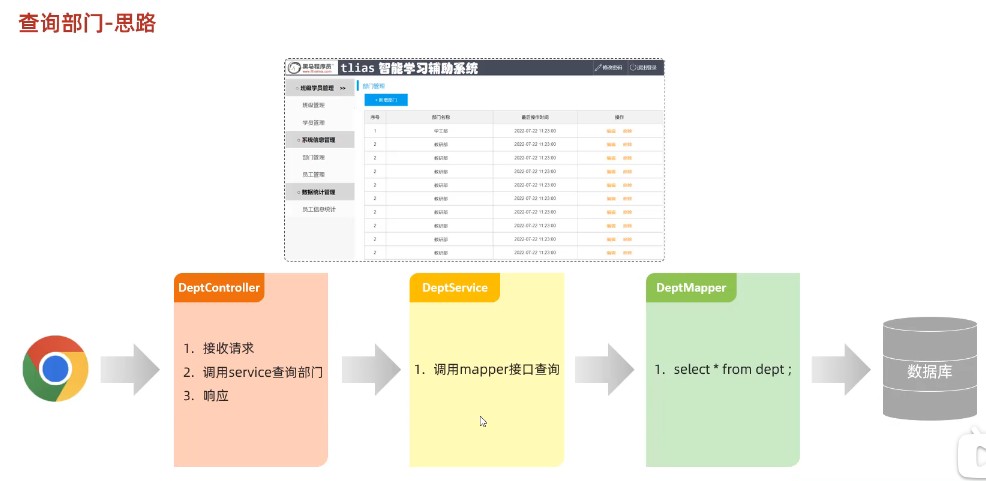 查询部门-思路
黑马程序员
tlias 智能学习辅助系统
修改密码
退出登录
班级学员管理 >>
班级管理
学员管理
系统信息管理
部门管理
员工管理
数据统计管理
员工信息统计
部门管理
+ 新增部门
序号 部门名称 最后操作时间 操作
1 学工部 2022-07-22 11:23:00 编辑 删除
2 教研部 2022-07-22 11:23:00 编辑 删除
2 教研部 2022-07-22 11:23:00 编辑 删除
2 教研部 2022-07-22 11:23:00 编辑 删除
2 教研部 2022-07-22 11:23:00 编辑 删除
2 教研部 2022-07-22 11:23:00 编辑 删除
2 教研部 2022-07-22 11:23:00 编辑 删除
2 教研部 2022-07-22 11:23:00 编辑 删除
2 教研部 2022-07-22 11:23:00 编辑 删除
2 教研部 2022-07-22 11:23:00 编辑 删除
DeptController
1. 接收请求
2. 调用service查询部门
3. 响应
DeptService
1. 调用mapper接口查询
DeptMapper
1. select * from dept ;
数据库